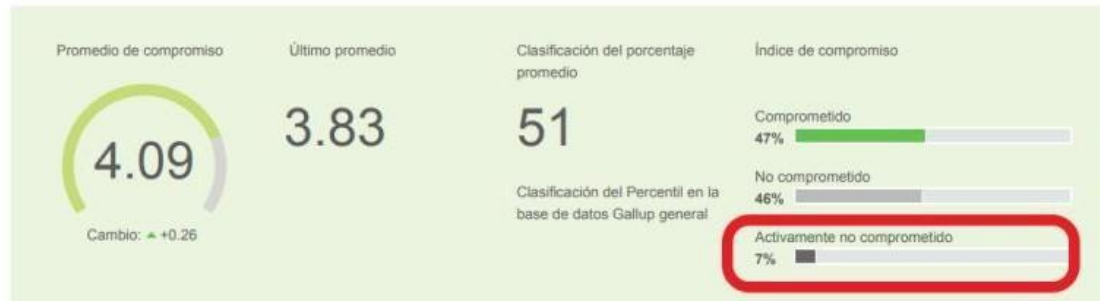 Promedio de compromiso
4.09
Cambio: ▲ +0.26
Último promedio
3.83
Clasificación del porcentaje
promedio
51
Clasificación del Percentil en la
base de datos Gallup general
Índice de compromiso
Comprometido
47%
No comprometido
46%
Activamente no comprometido
7%